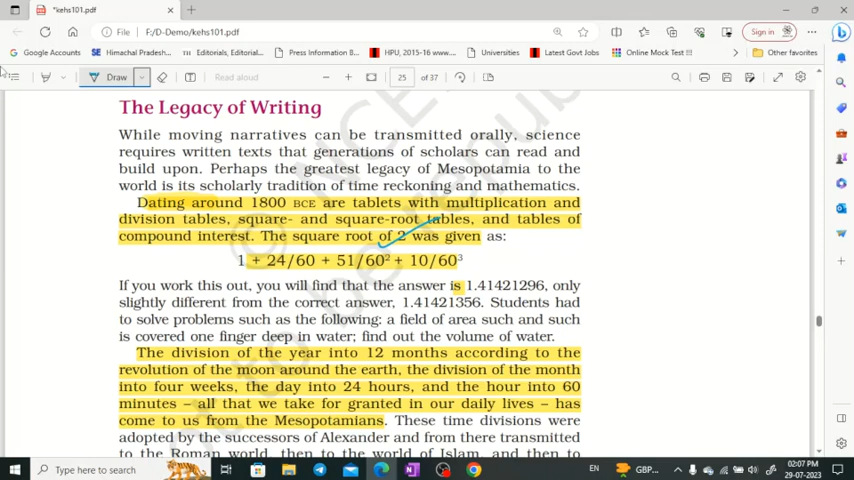 *kehs101.pdf
File | F:/D-Demo/kehs101.pdf
Sign in
Google Accounts
Himachal Pradesh...
Editorials, Editorial...
Press Information B...
HPU, 2015-16 www....
Universities
Latest Govt Jobs
Online Mock Test !!!
Other favorites
Draw
Read aloud
25 of 37
The Legacy of Writing
While moving narratives can be transmitted orally, science
requires written texts that generations of scholars can read and
build upon. Perhaps the greatest legacy of Mesopotamia to the
world is its scholarly tradition of time reckoning and mathematics.
Dating around 1800 BCE are tablets with multiplication and
division tables, square- and square-root tables, and tables of
compound interest. The square root of 2 was given as:
1 + 24/60 + 51/60² + 10/60³
If you work this out, you will find that the answer is 1.41421296, only
slightly different from the correct answer, 1.41421356. Students had
to solve problems such as the following: a field of area such and such
is covered one finger deep in water; find out the volume of water.
The division of the year into 12 months according to the
revolution of the moon around the earth, the division of the month
into four weeks, the day into 24 hours, and the hour into 60
minutes – all that we take for granted in our daily lives – has
come to us from the Mesopotamians. These time divisions were
adopted by the successors of Alexander and from there transmitted
to the Roman world, then to the world of Islam, and then to
Type here to search
EN
GBP...
02:07 PM
29-07-2023